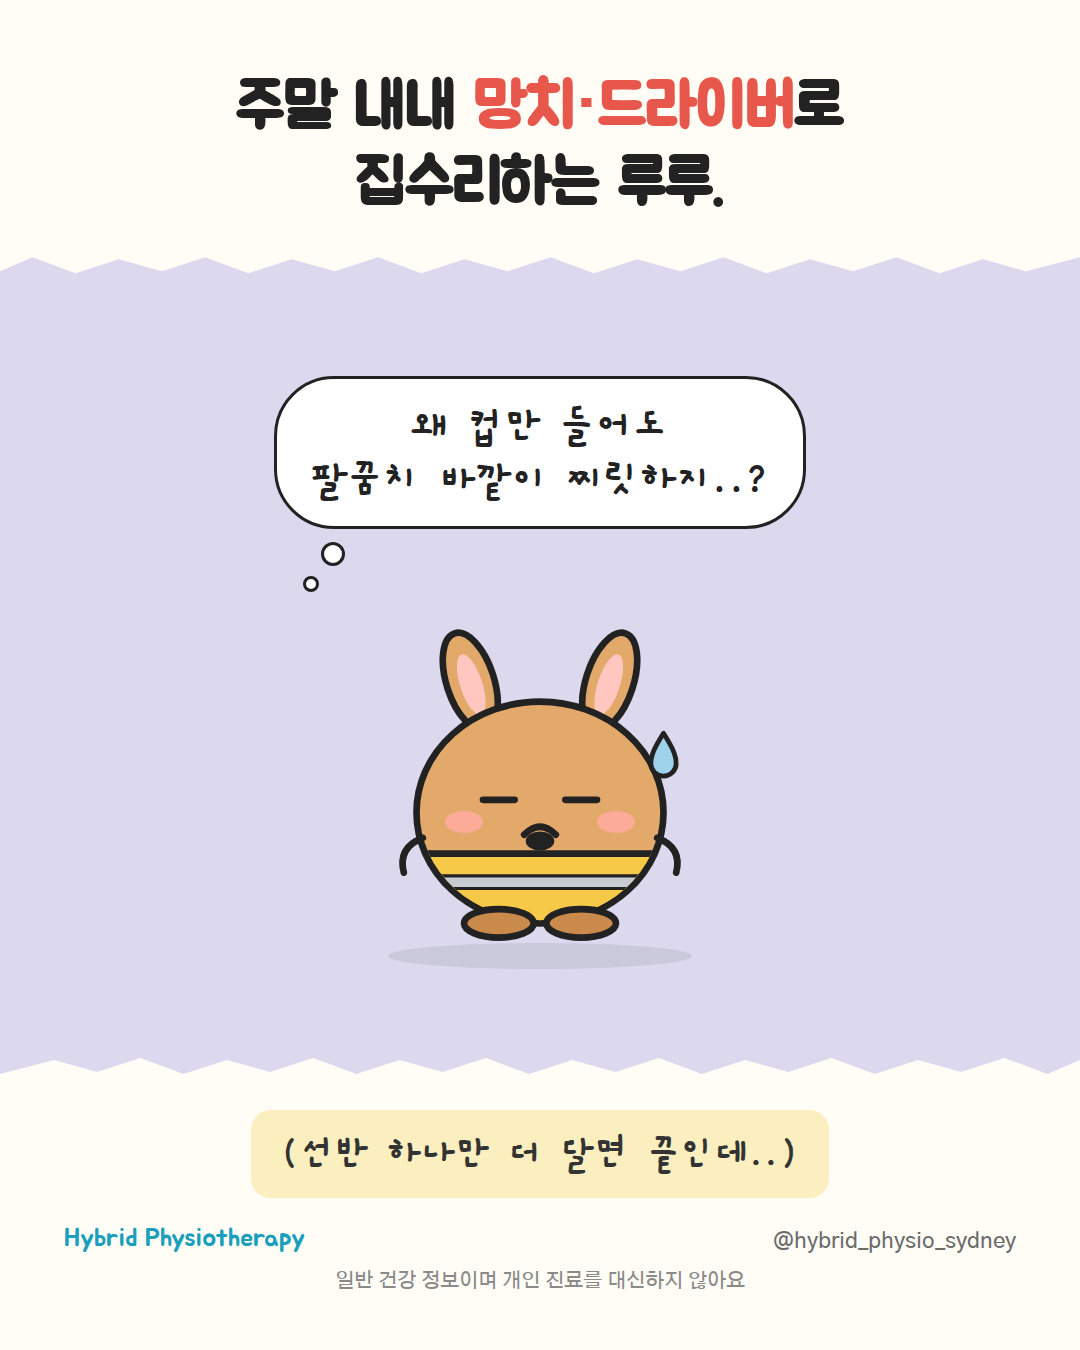 주말 내내 망치·드라이버로
집수리하는 루루.
왜 컵만 들어도
팔꿈치 바깥이 찌릿하지..?
(선반 하나만 더 달면 끝인데..)
Hybrid Physiotherapy
@hybrid_physio_sydney
일반 건강 정보이며 개인 진료를 대신하지 않아요